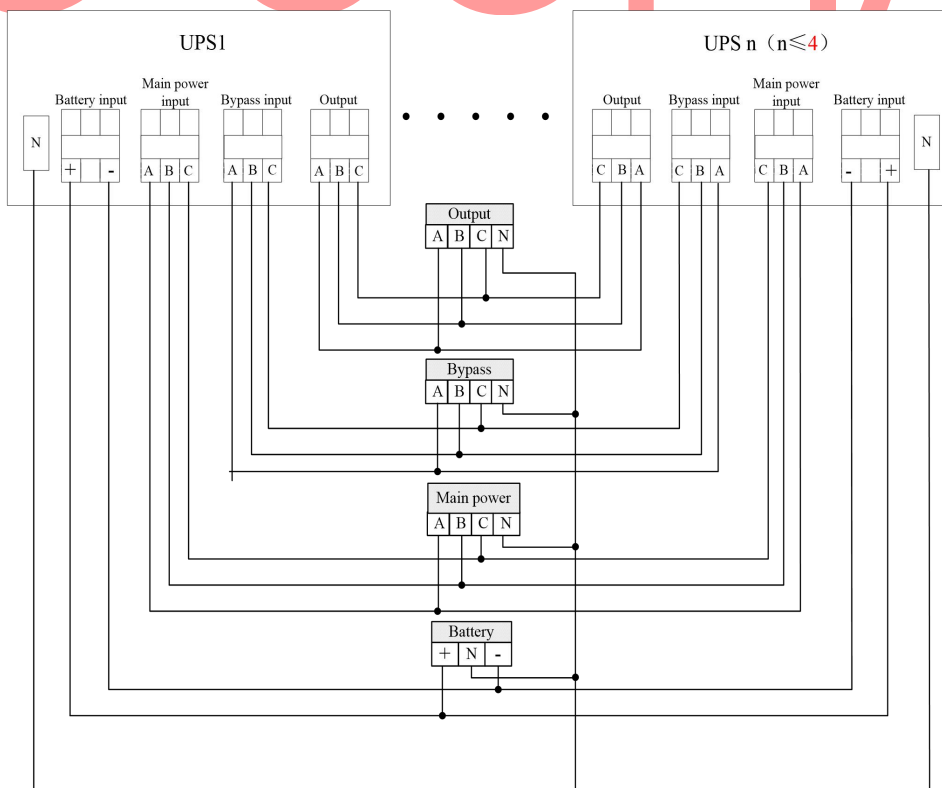 UPS1
UPS n（n≤4）
Main power
input
Battery input
Bypass input
Output
Output
Bypass input
Main power
input
Battery input
N
+ -
A B C
A B C
A B C
C B A
C B A
C B A
- +
N
Output
A B C N
Bypass
A B C N
Main power
A B C N
Battery
+ N -